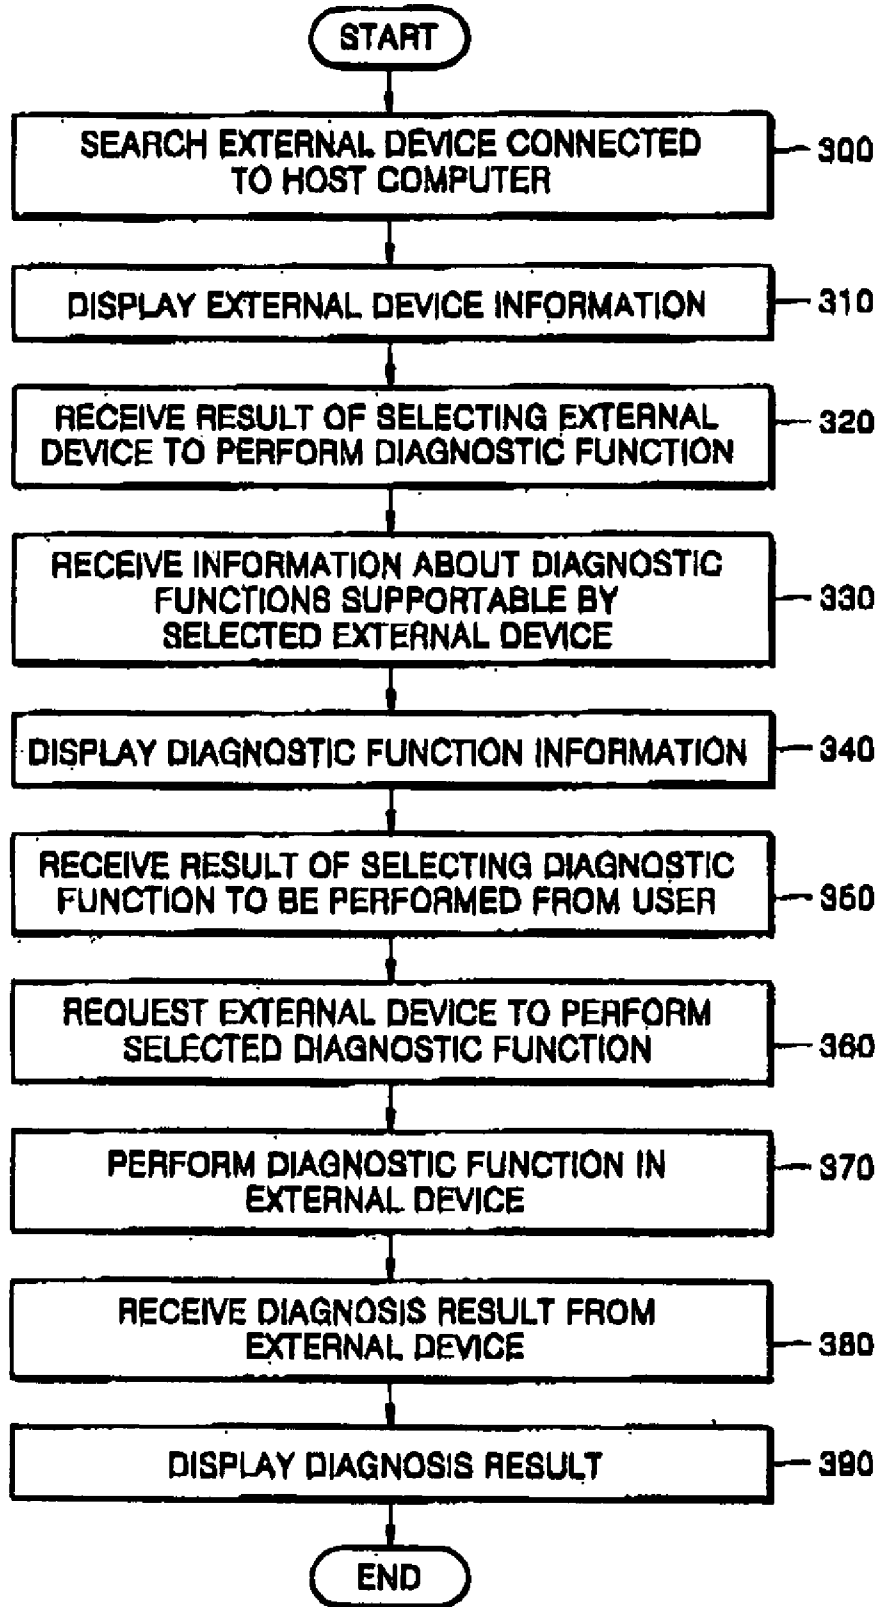 START
SEARCH EXTERNAL DEVICE CONNECTED
TO HOST COMPUTER
300
DISPLAY EXTERNAL DEVICE INFORMATION
310
RECEIVE RESULT OF SELECTING EXTERNAL
DEVICE TO PERFORM DIAGNOSTIC FUNCTION
320
RECEIVE INFORMATION ABOUT DIAGNOSTIC
FUNCTIONS SUPPORTABLE BY
SELECTED EXTERNAL DEVICE
330
DISPLAY DIAGNOSTIC FUNCTION INFORMATION
340
RECEIVE RESULT OF SELECTING DIAGNOSTIC
FUNCTION TO BE PERFORMED FROM USER
350
REQUEST EXTERNAL DEVICE TO PERFORM
SELECTED DIAGNOSTIC FUNCTION
360
PERFORM DIAGNOSTIC FUNCTION IN
EXTERNAL DEVICE
370
RECEIVE DIAGNOSIS RESULT FROM
EXTERNAL DEVICE
380
DISPLAY DIAGNOSIS RESULT
390
END